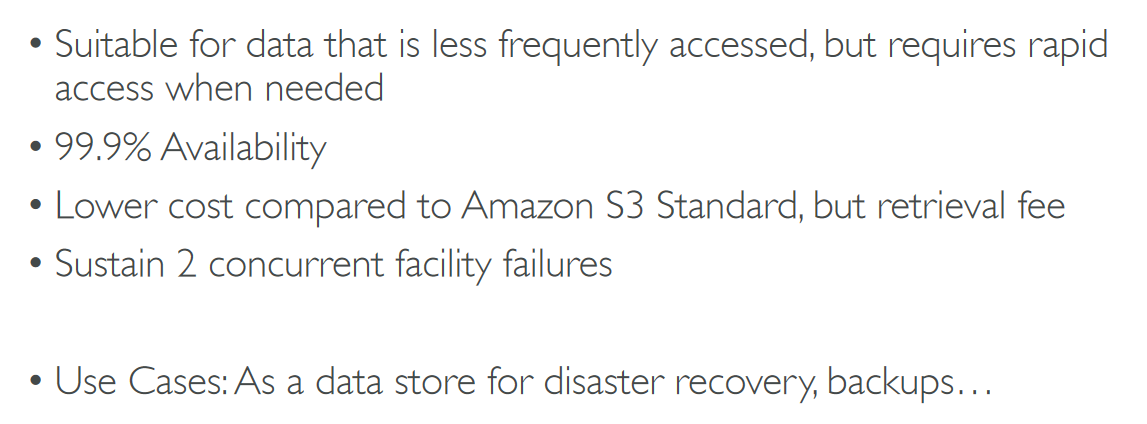 • Suitable for data that is less frequently accessed, but requires rapid
access when needed
• 99.9% Availability
• Lower cost compared to Amazon S3 Standard, but retrieval fee
• Sustain 2 concurrent facility failures
• Use Cases: As a data store for disaster recovery, backups…